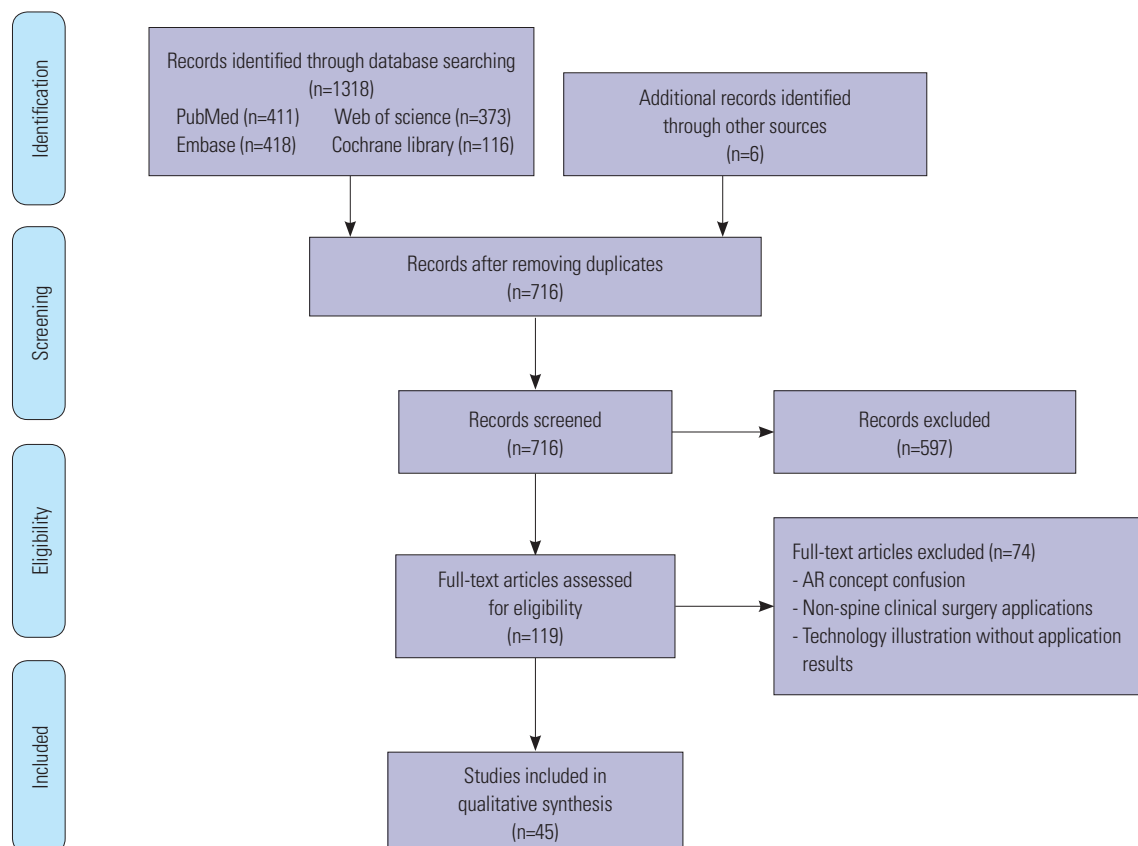 Identification
Records identified through database searching
(n=1318)
PubMed (n=411) Web of science (n=373)
Embase (n=418) Cochrane library (n=116)
Additional records identified
through other sources
(n=6)
Screening
Records after removing duplicates
(n=716)
Records screened
(n=716)
Records excluded
(n=597)
Eligibility
Full-text articles assessed
for eligibility
(n=119)
Full-text articles excluded (n=74)
- AR concept confusion
- Non-spine clinical surgery applications
- Technology illustration without application
results
Included
Studies included in
qualitative synthesis
(n=45)